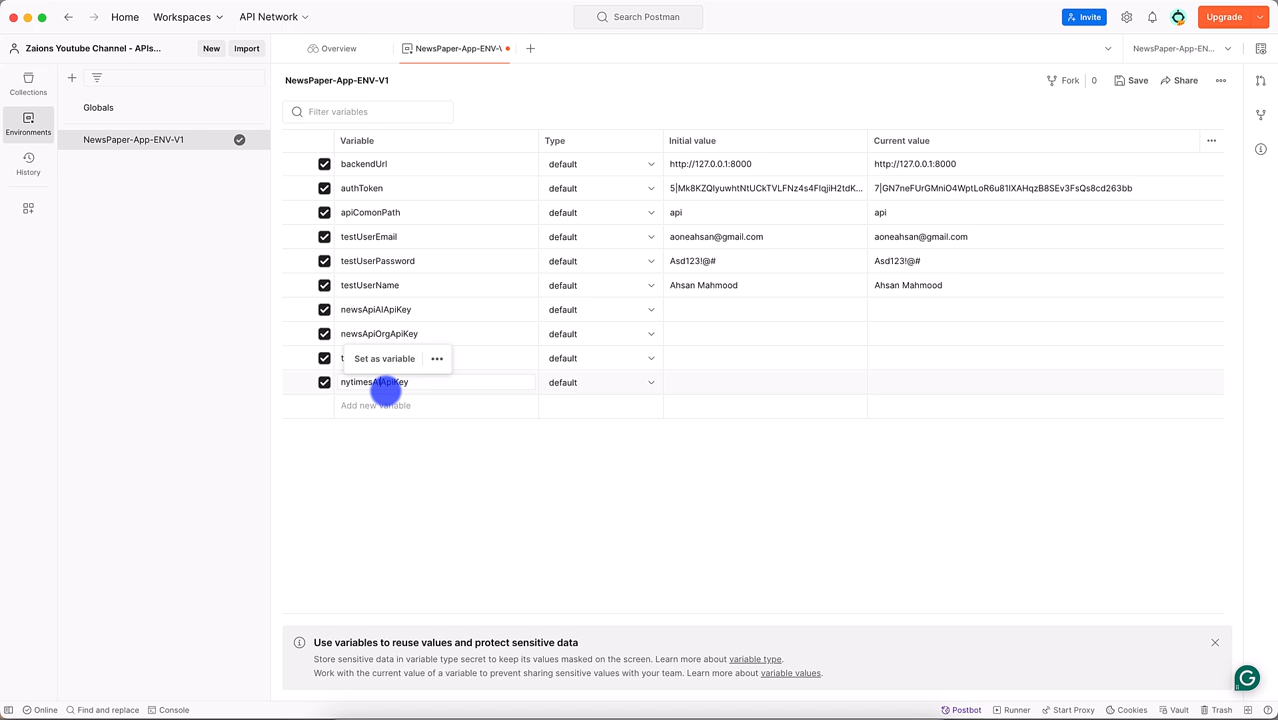 Home Workspaces API Network Search Postman Invite Upgrade
Zaions Youtube Channel - APIs... New Import Overview NewsPaper-App-ENV-V NewsPaper-App-EN...
Collections
Environments
History
Globals
NewsPaper-App-ENV-V1
NewsPaper-App-ENV-V1 Fork 0 Save Share
Filter variables
Variable Type Initial value Current value
backendUrl default http://127.0.0.1:8000 http://127.0.0.1:8000
authToken default 5|Mk8KZQlyuwhtNtUCkTVLFNz4s4FlqjiH2tdK... 7|GN7neFUrGMniO4WptLoR6u81IXAHqzB8SEv3FsQs8cd263bb
apiComonPath default api api
testUserEmail default aoneahsan@gmail.com aoneahsan@gmail.com
testUserPassword default Asd123!@# Asd123!@#
testUserName default Ahsan Mahmood Ahsan Mahmood
newsApiAIApiKey default
newsApiOrgApiKey default
Set as variable
t default
nytimesAIApiKey default
Add new variable
Use variables to reuse values and protect sensitive data
Store sensitive data in variable type secret to keep its values masked on the screen. Learn more about variable type.
Work with the current value of a variable to prevent sharing sensitive values with your team. Learn more about variable values.
Online Find and replace Console Postbot Runner Start Proxy Cookies Vault Trash